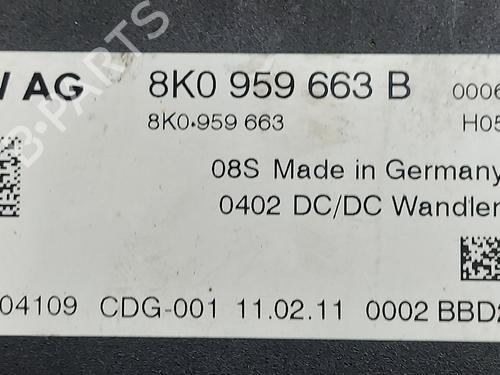 AG 8K0 959 663 B 0006
8K0•959 663 H05
08S Made in Germany
0402 DC/DC Wandler
04109 CDG-001 11.02.11 0002 BBD2
B-PARTS